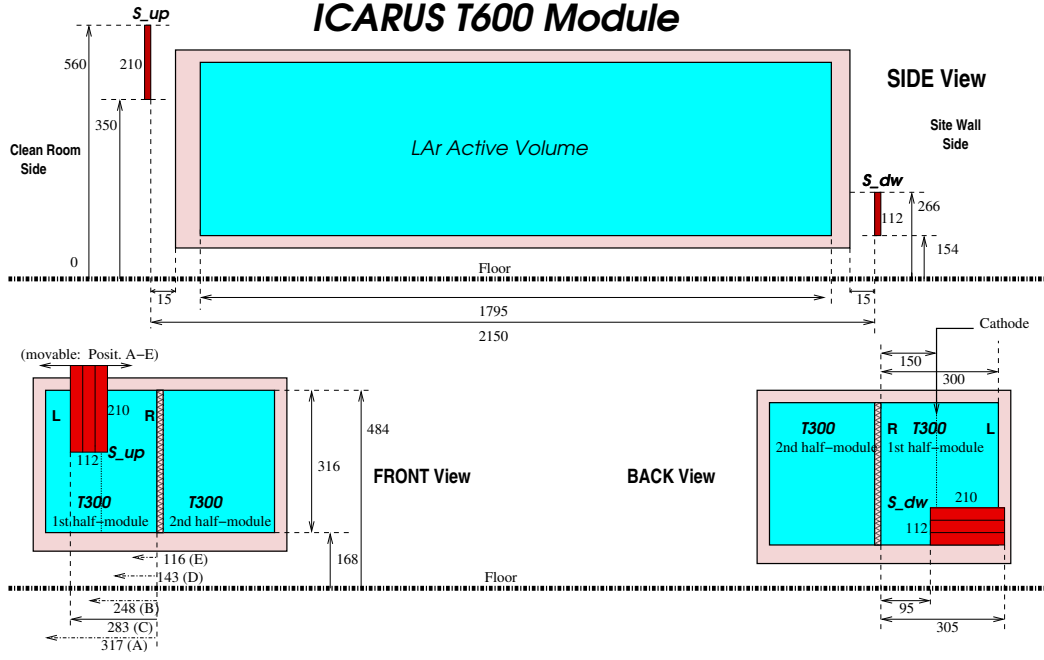 ICARUS T600 Module
S_up
560
210
350
SIDE View
Clean Room
Side
LAr Active Volume
Site Wall
Side
S_dw
266
112
154
0
Floor
15
15
1795
2150
Cathode
(movable: Posit. A−E)
150
300
L
210
R
484
112
S_up
316
FRONT View
T300
1st half−module
T300
2nd half−module
BACK View
T300
2nd half−module
R
T300
L
1st half−module
S_dw
210
112
116 (E)
168
143 (D)
Floor
248 (B)
95
283 (C)
305
317 (A)